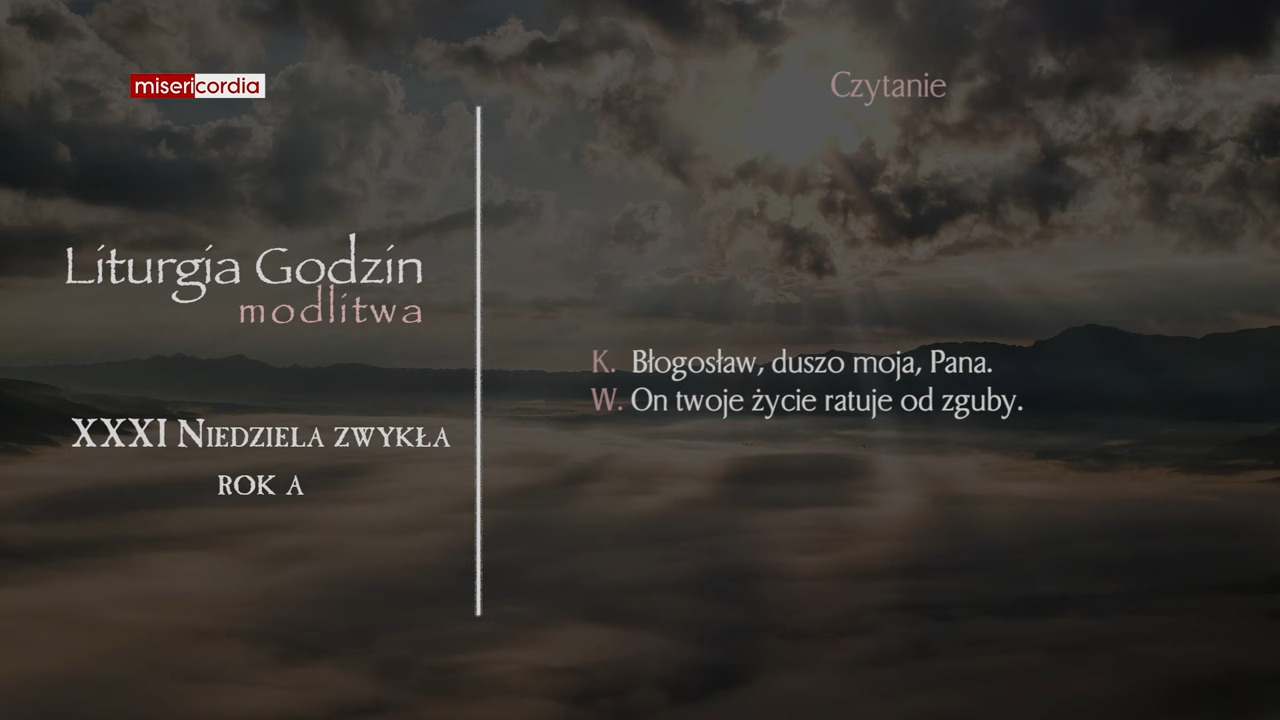 misericordia
Liturgia Godzin
modlitwa
XXXI Niedziela zwykła
rok A
Czytanie
K. Błogosław, duszo moja, Pana.
W. On twoje życie ratuje od zguby.